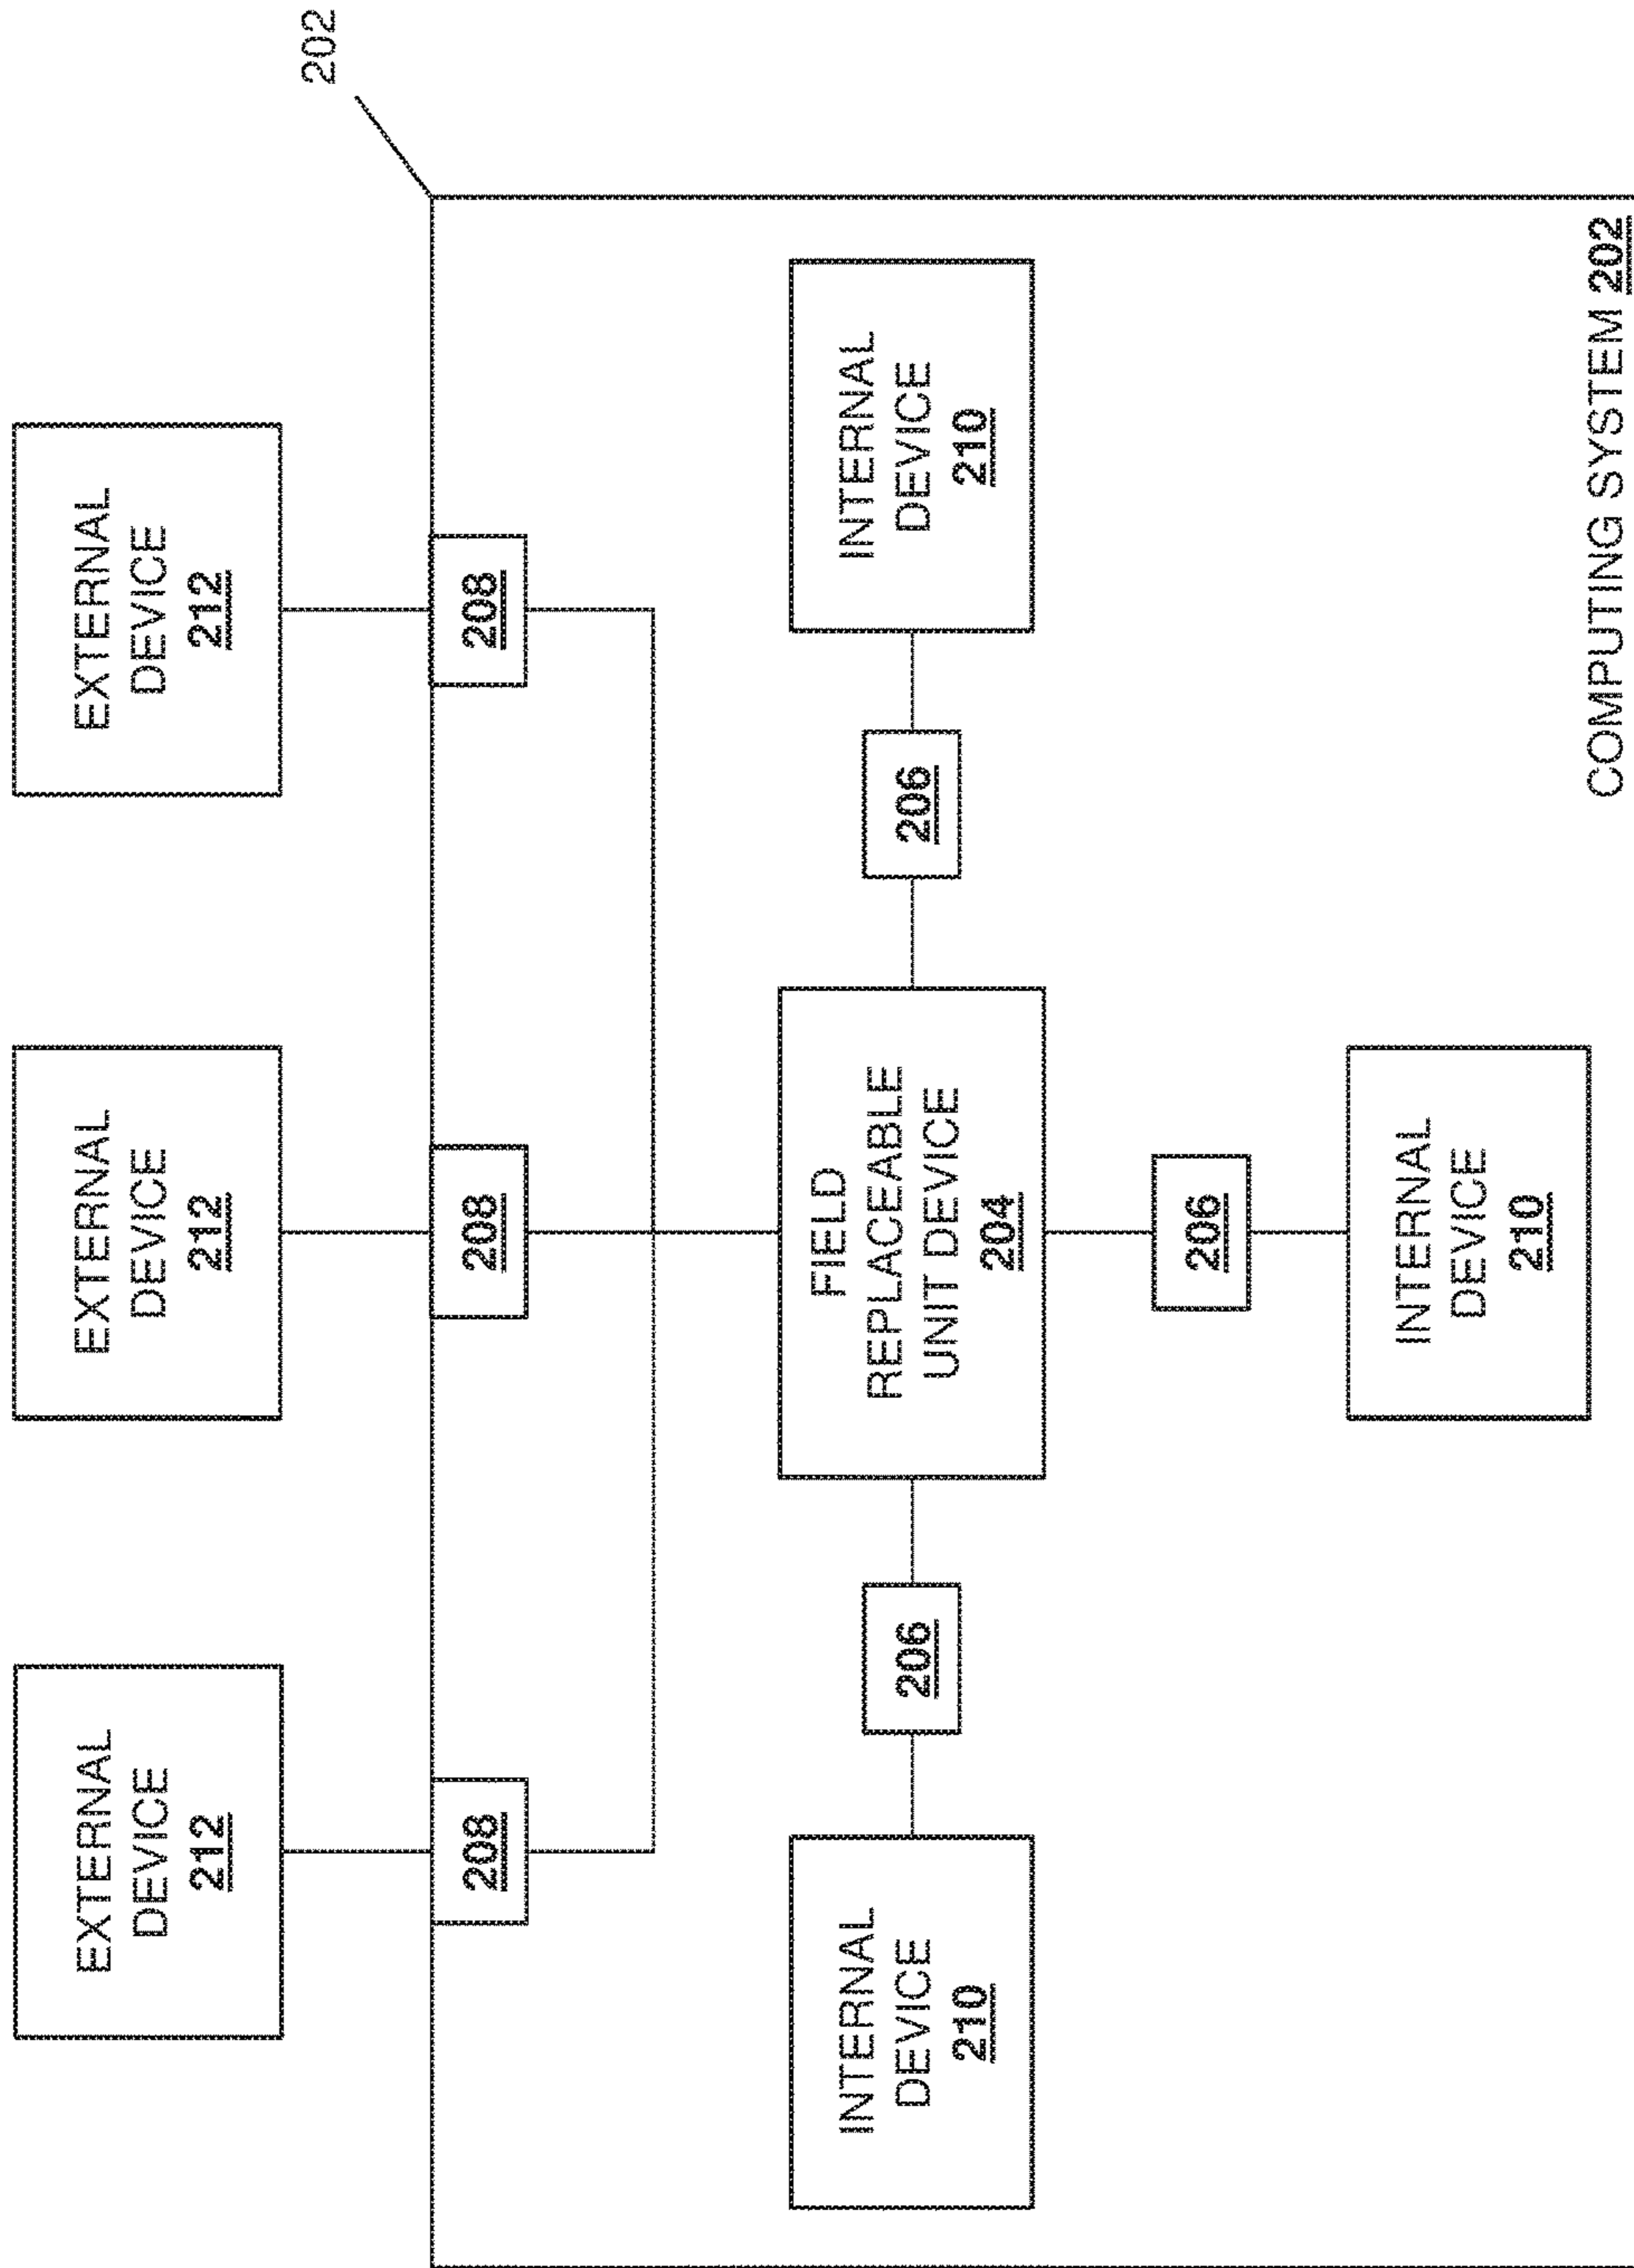 202
EXTERNAL
DEVICE
212
EXTERNAL
DEVICE
212
EXTERNAL
DEVICE
212
208
208
208
INTERNAL
DEVICE
210
206
FIELD
REPLACEABLE
UNIT DEVICE
204
206
INTERNAL
DEVICE
210
206
INTERNAL
DEVICE
210
COMPUTING SYSTEM 202